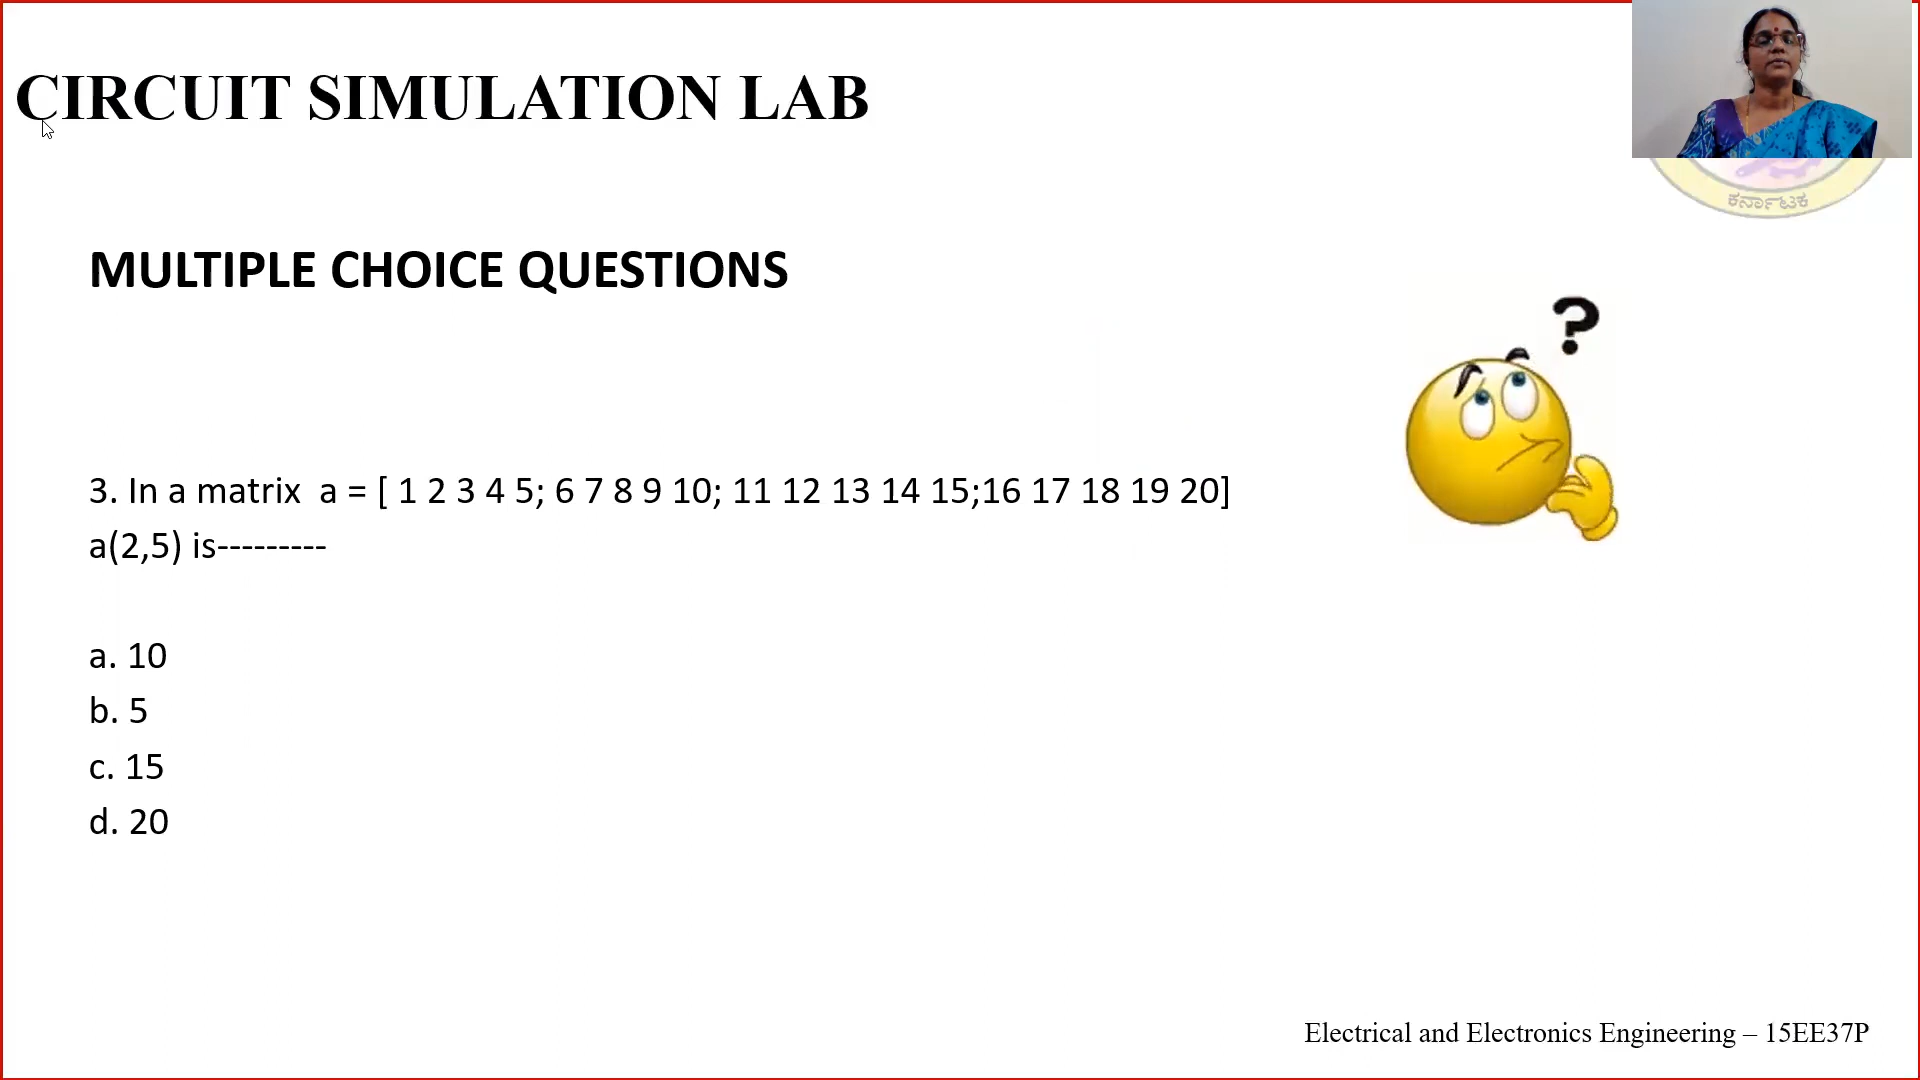 CIRCUIT SIMULATION LAB
ಕರ್ನಾಟಕ
MULTIPLE CHOICE QUESTIONS
?
3. In a matrix  a = [ 1 2 3 4 5; 6 7 8 9 10; 11 12 13 14 15;16 17 18 19 20]
a(2,5) is---------
a. 10
b. 5
c. 15
d. 20
Electrical and Electronics Engineering – 15EE37P